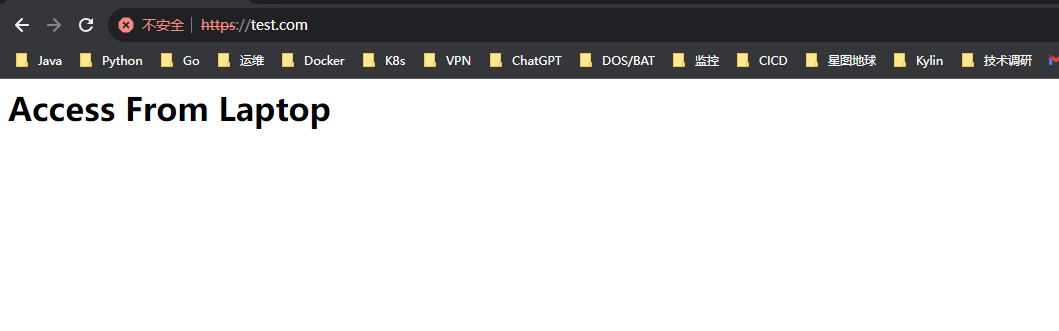 不安全 https://test.com
Java Python Go 运维 Docker K8s VPN ChatGPT DOS/BAT 监控 CICD 星图地球 Kylin 技术调研
Access From Laptop